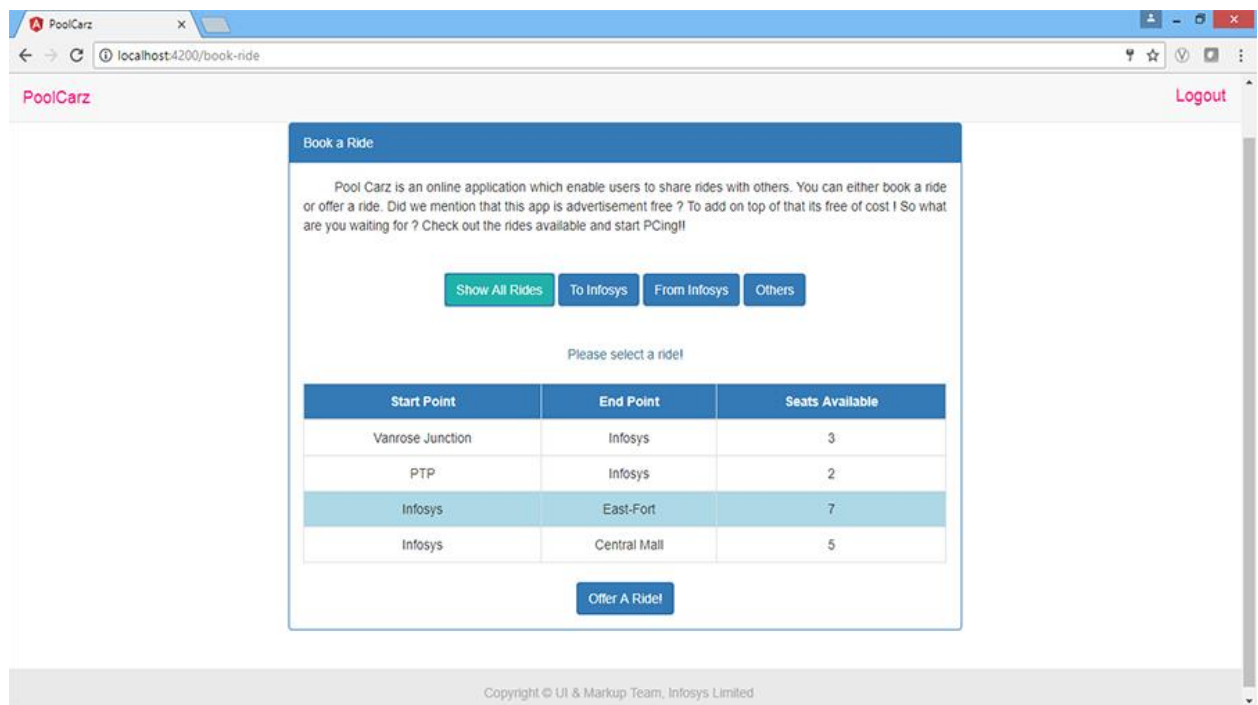 PoolCarz
localhost:4200/book-ride
PoolCarz
Logout
Book a Ride
Pool Carz is an online application which enable users to share rides with others. You can either book a ride
or offer a ride. Did we mention that this app is advertisement free ? To add on top of that its free of cost ! So what
are you waiting for ? Check out the rides available and start PCing!!
Show All Rides To Infosys From Infosys Others
Please select a ride!
Start Point End Point Seats Available
Vanrose Junction Infosys 3
PTP Infosys 2
Infosys East-Fort 7
Infosys Central Mall 5
Offer A Ride!
Copyright © UI & Markup Team, Infosys Limited